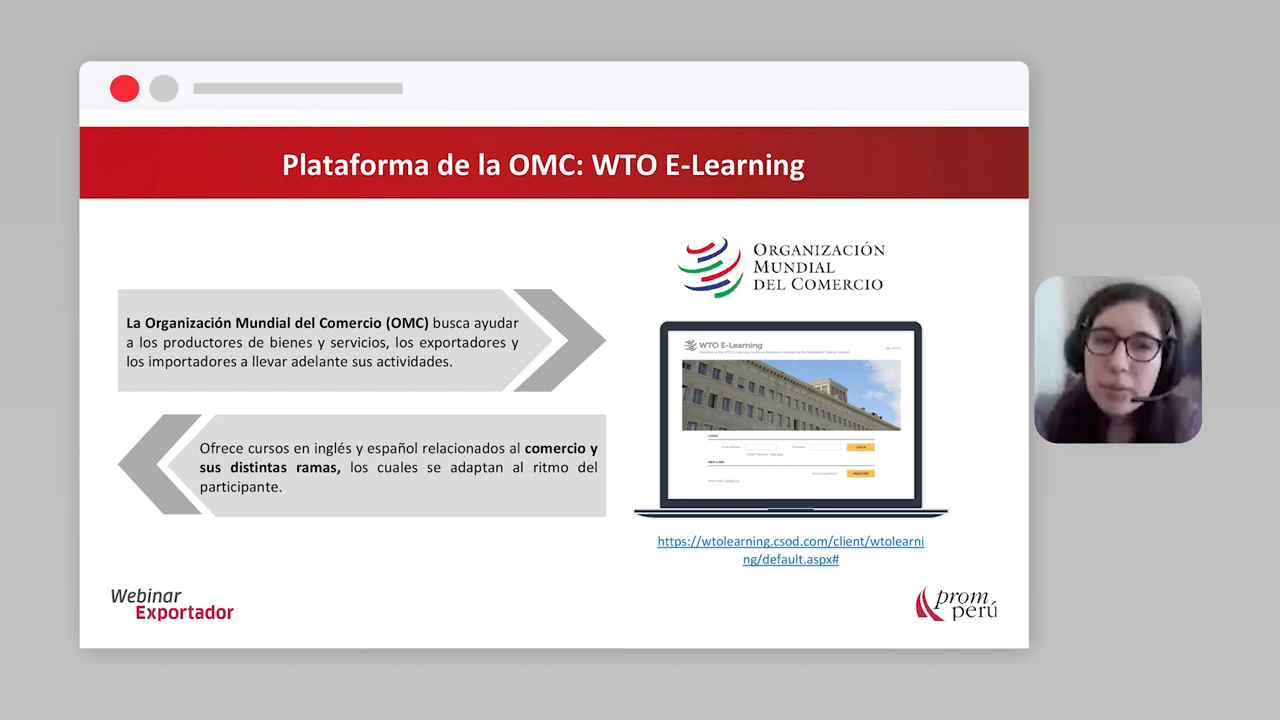 Plataforma de la OMC: WTO E-Learning
ORGANIZACIÓN
MUNDIAL
DEL COMERCIO
La Organización Mundial del Comercio (OMC) busca ayudar
a los productores de bienes y servicios, los exportadores y
los importadores a llevar adelante sus actividades.
Ofrece cursos en inglés y español relacionados al comercio y
sus distintas ramas, los cuales se adaptan al ritmo del
participante.
WTO E-Learning
LOG IN
REGISTER
https://wtolearning.csod.com/client/wtolearni
ng/default.aspx#
Webinar
Exportador
prom
perú